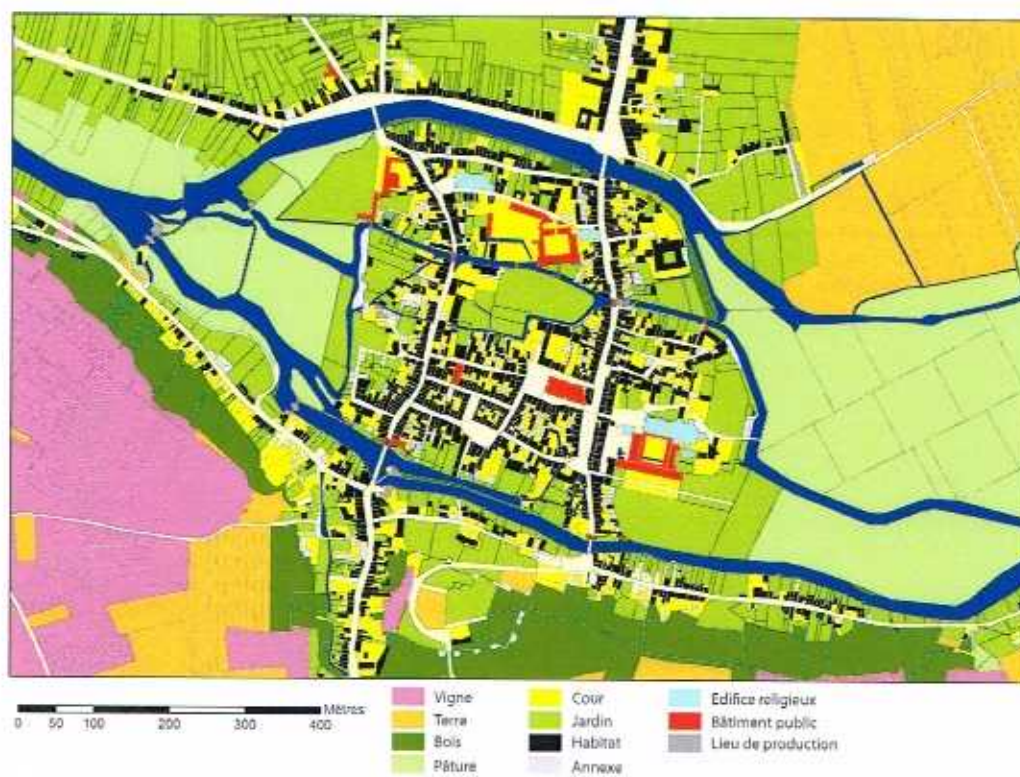 Mètres
0 50 100 200 300 400
Vigne
Terre
Bois
Pâture
Cour
Jardin
Habitat
Annexe
Edifice religieux
Bâtiment public
Lieu de production